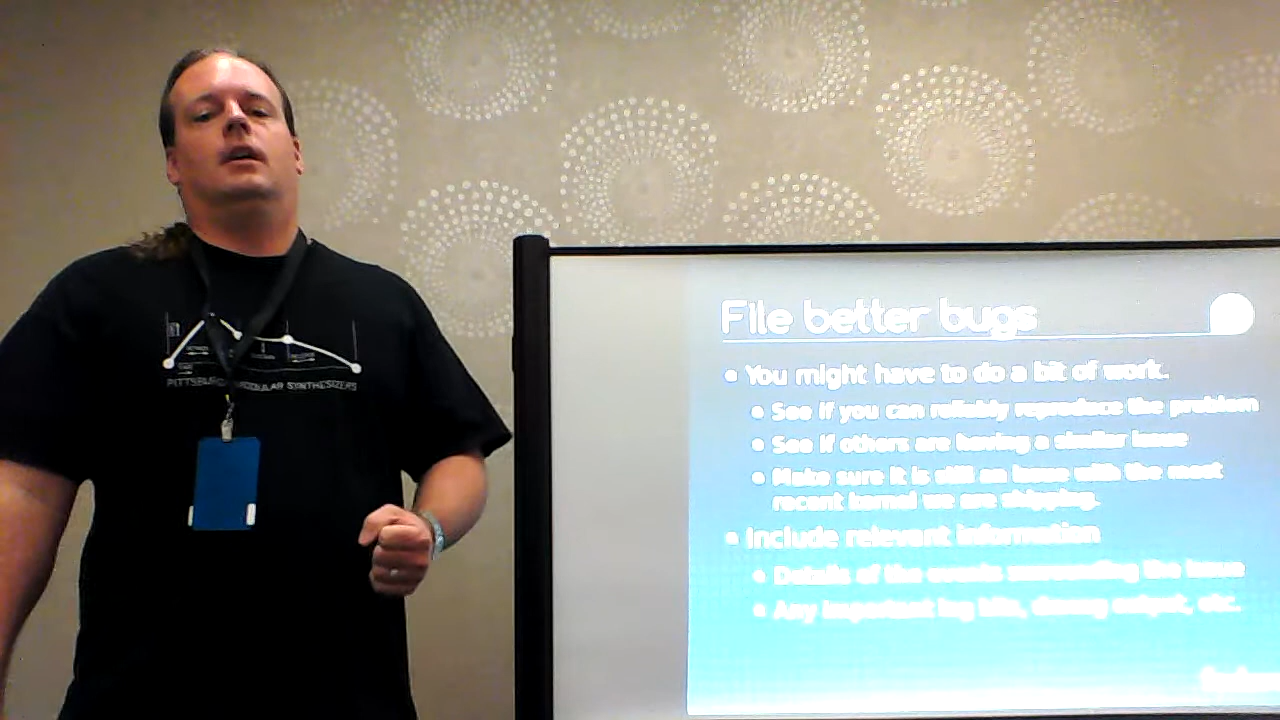 PITTSBURGH MODULAR SYNTHESIZERS
File better bugs
You might have to do a bit of work.
See if you can reliably reproduce the problem
See if others are having a similar issue
Make sure it is still an issue with the most
recent kernel we are shipping.
Include relevant information
Details of the events surrounding the issue
Any important log bits, dmesg output, etc.